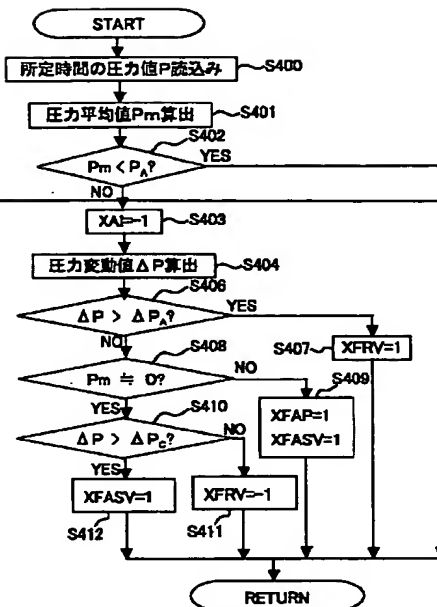 START
所定時間の圧力値P読込み
S400
圧力平均値Pm算出
S401
S402
Pm < PA?
YES
NO
XAI=-1
S403
圧力変動値ΔP算出
S404
S406
ΔP > ΔPA?
YES
NO
S407
XFRV=1
S408
Pm ≒ 0?
NO
YES
S409
XFAP=1
XFASV=1
S410
ΔP > ΔPC?
NO
YES
XFASV=1
XFRV=-1
S412
S411
RETURN